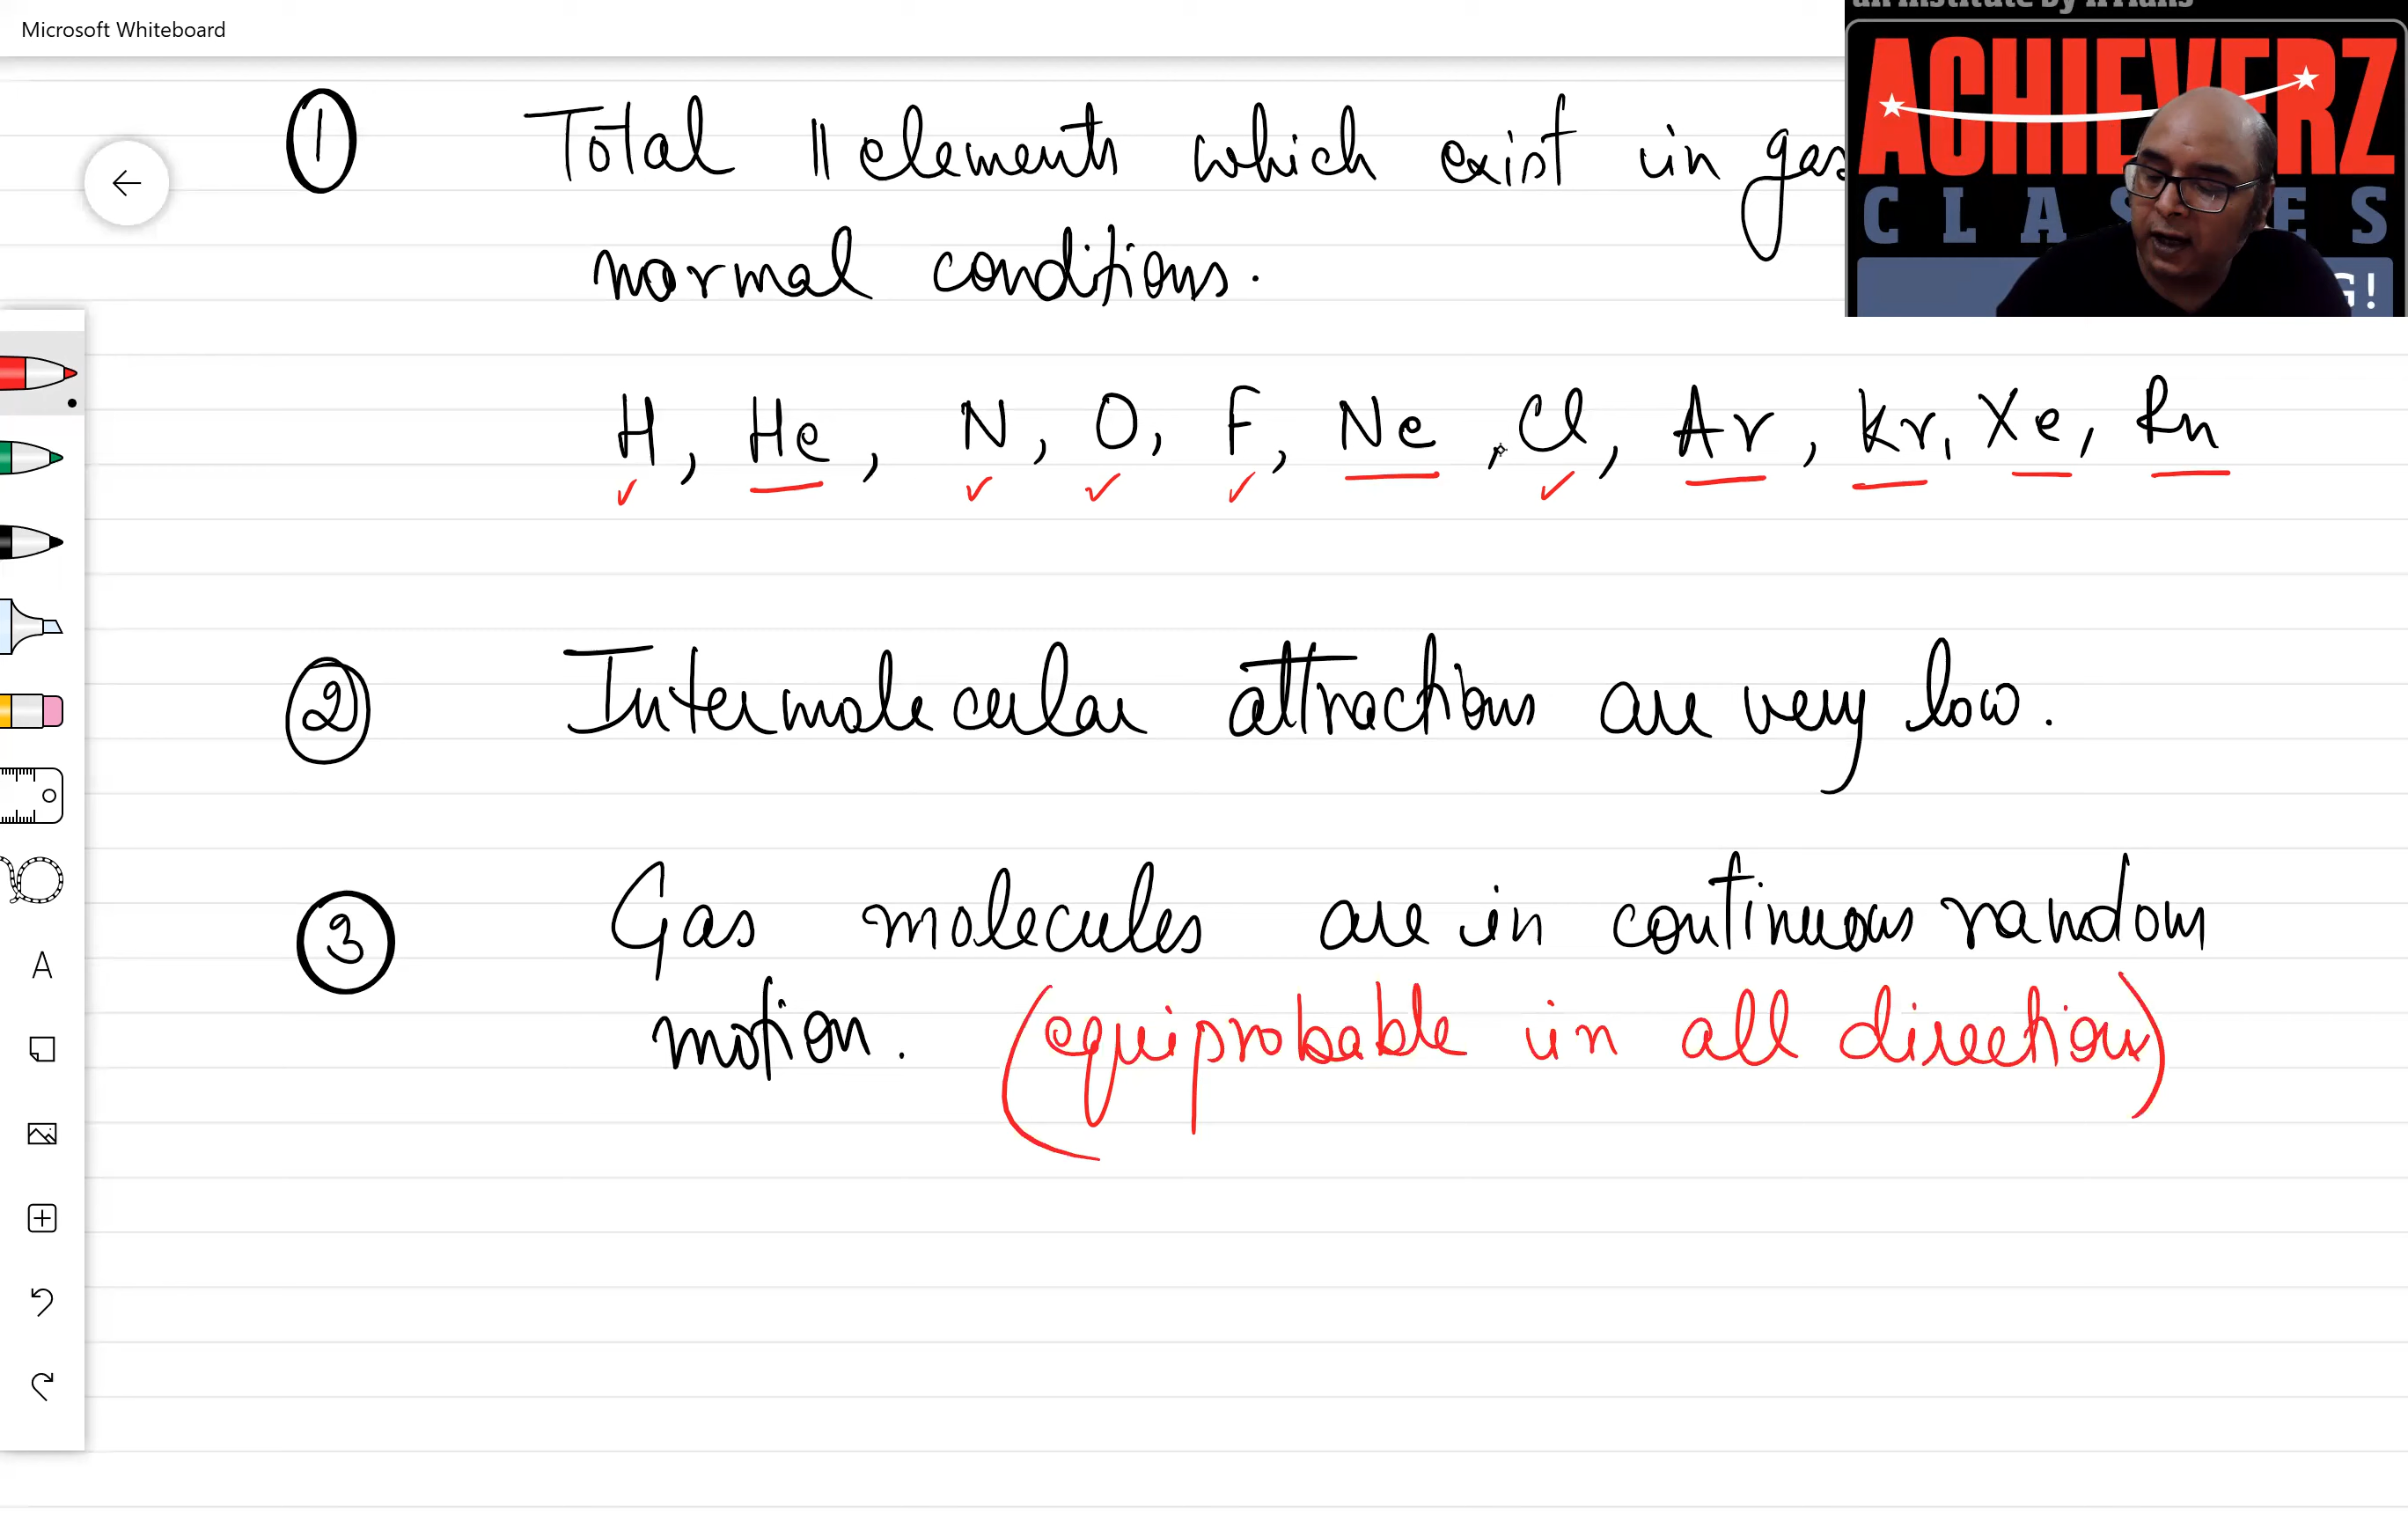 Microsoft Whiteboard
ACHIEVERZ
CLASSES
G!
① Total 11 elements which exist in gas
normal conditions.
H, He, N, O, F, Ne, Cl, Ar, Kr, Xe, Rn
② Intermolecular attractions are very low.
③ Gas molecules are in continuous random
motion. (equiprobable in all direction)
A